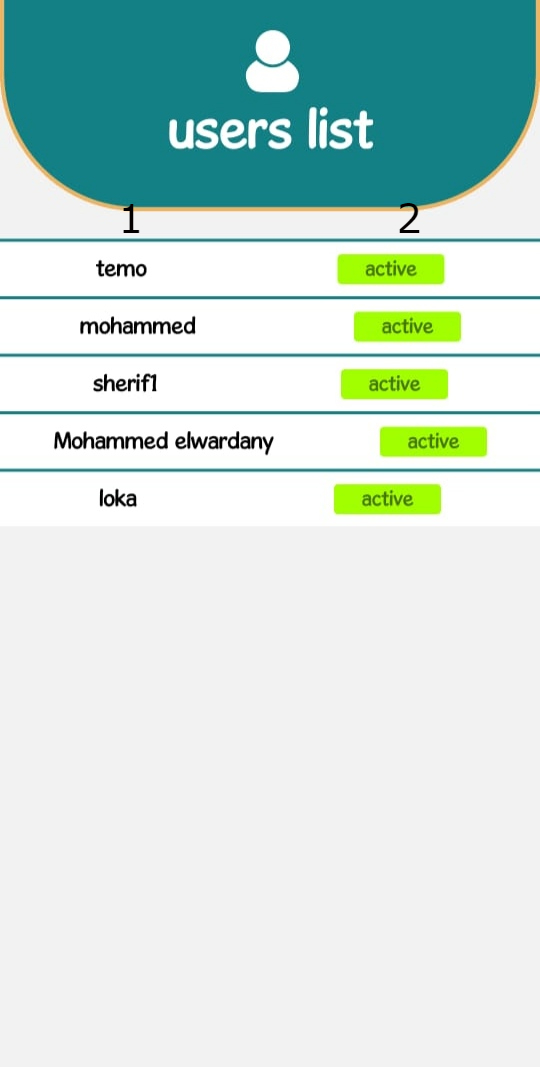 users list
1 2
temo active
mohammed active
sherif1 active
Mohammed elwardany active
loka active